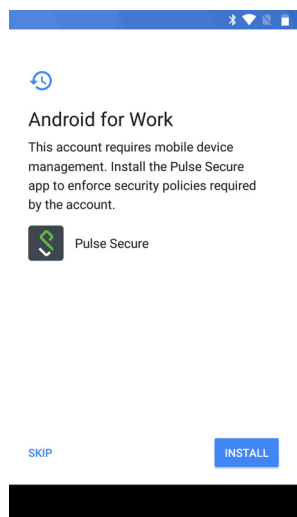 Android for Work
This account requires mobile device
management. Install the Pulse Secure
app to enforce security policies required
by the account.
Pulse Secure
SKIP
INSTALL